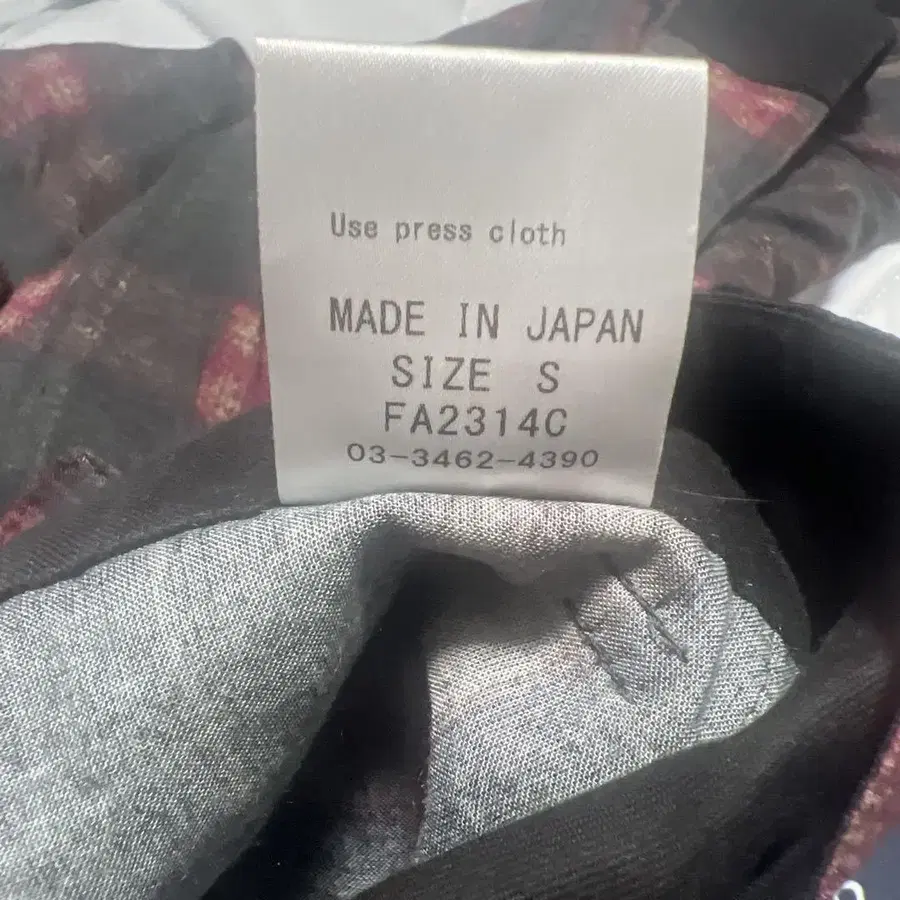 Use press cloth
MADE IN JAPAN
SIZE S
FA2314C
03-3462-4390